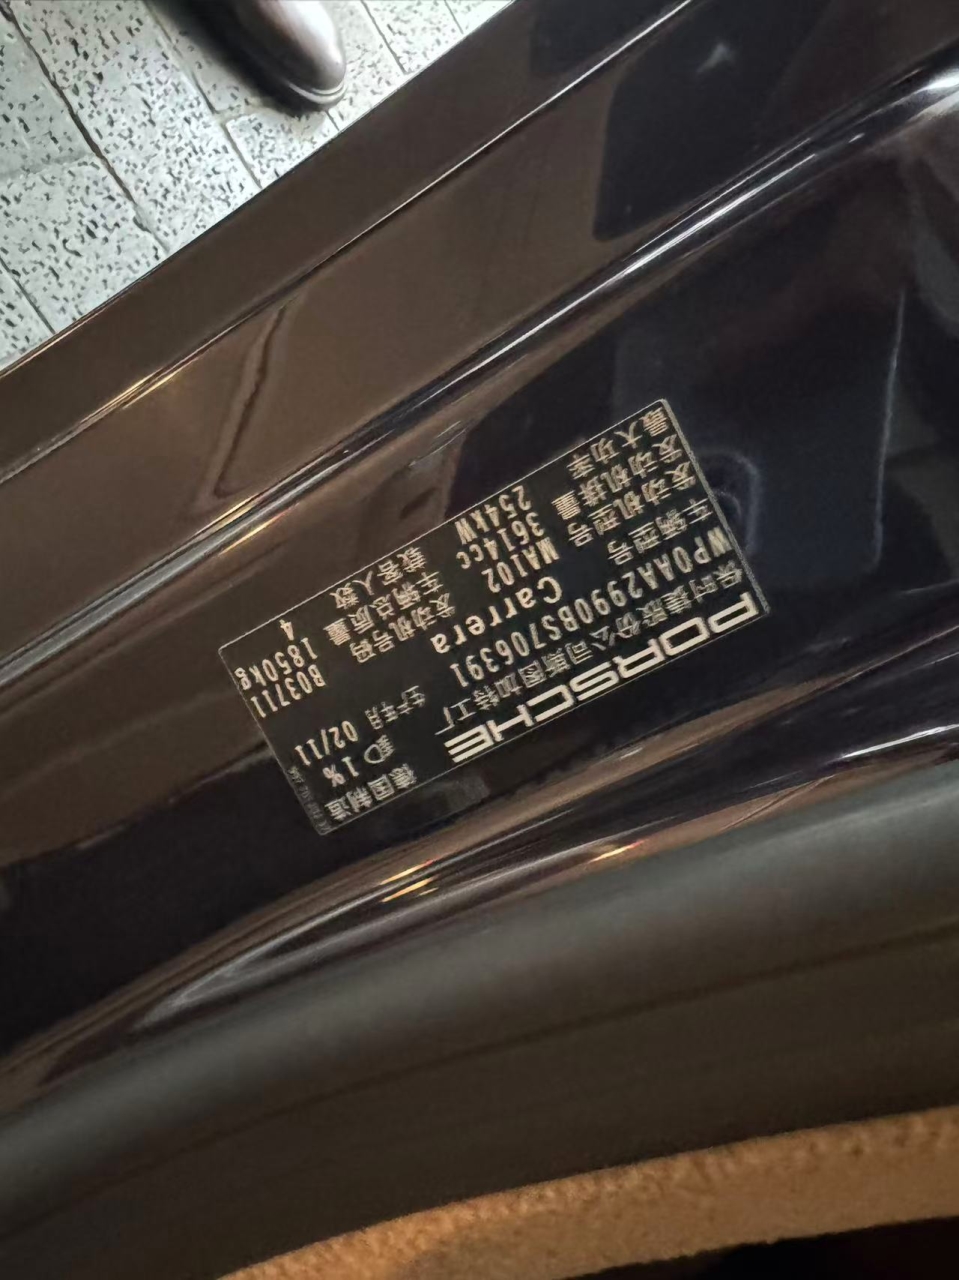 PORSCHE
德国制造
保时捷股份公司斯图加特工厂
WP0AA2990BS706391
车辆型号 Carrera
生产年月 02/11
发动机型号 MA102
发动机号码 B03711
发动机排量 3614cc
车辆总质量 1850kg
最大功率 254kW
载客人数 4